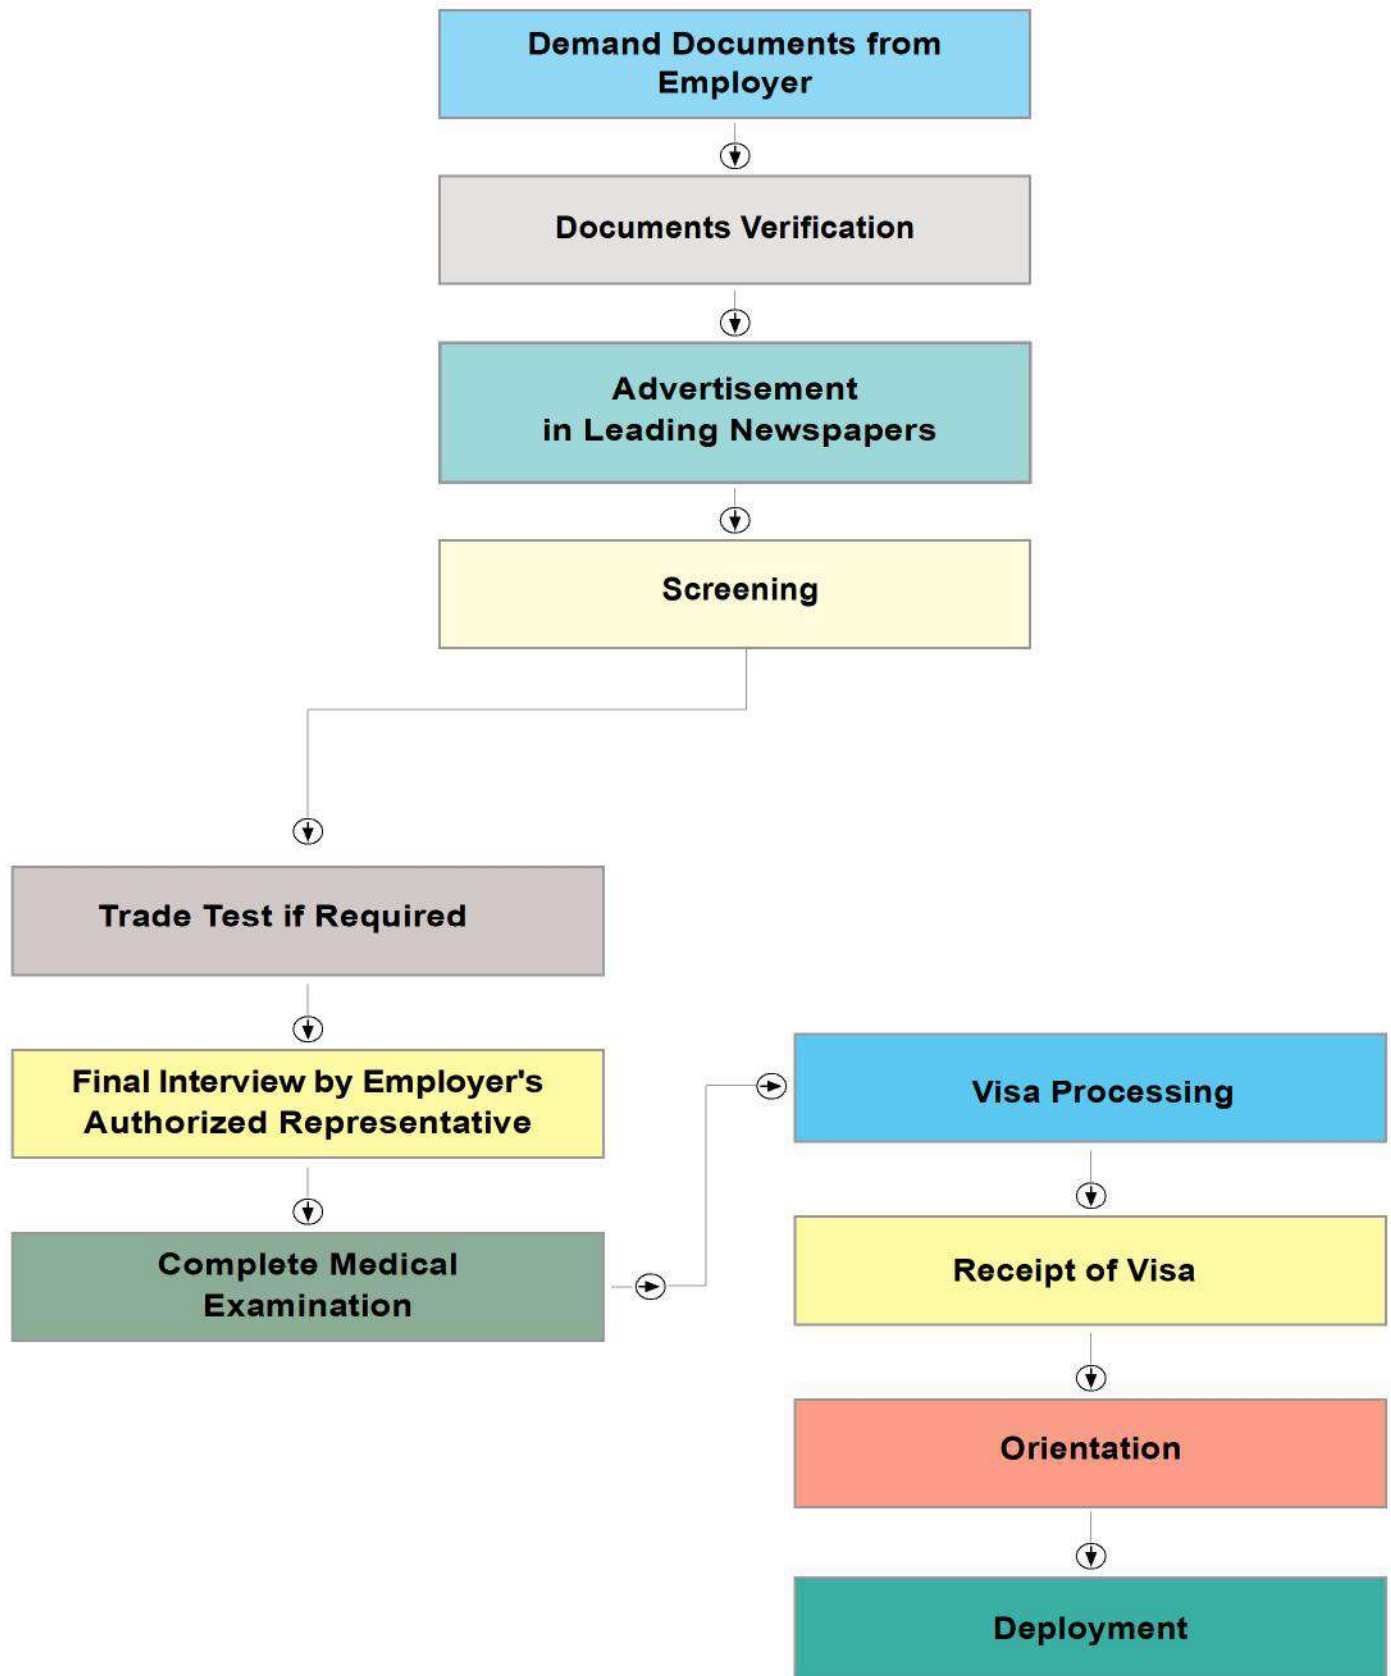 Demand Documents from
Employer
Documents Verification
Advertisement
in Leading Newspapers
Screening
Trade Test if Required
Final Interview by Employer's
Authorized Representative
Complete Medical
Examination
Visa Processing
Receipt of Visa
Orientation
Deployment